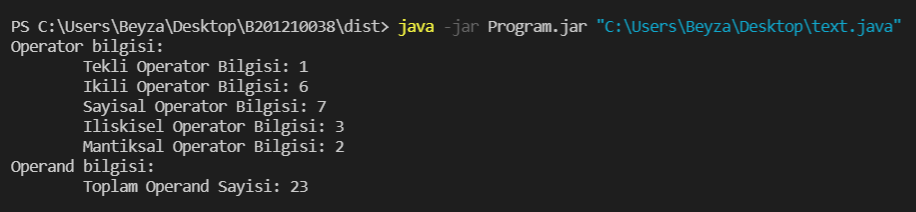 PS C:\Users\Beyza\Desktop\B201210038\dist> java -jar Program.jar "C:\Users\Beyza\Desktop\text.java"
Operator bilgisi:
Tekli Operator Bilgisi: 1
Ikili Operator Bilgisi: 6
Sayisal Operator Bilgisi: 7
Iliskisel Operator Bilgisi: 3
Mantiksal Operator Bilgisi: 2
Operand bilgisi:
Toplam Operand Sayisi: 23